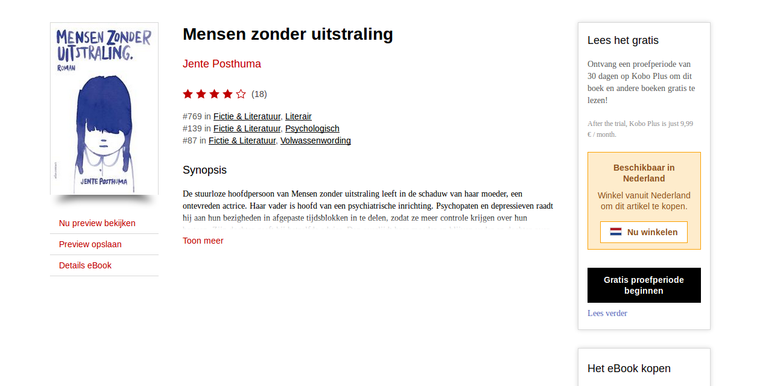 MENSEN ZONDER
UITSTRALING.
ROMAN
JENTE POSTHUMA
Nu preview bekijken
Preview opslaan
Details eBook
Mensen zonder uitstraling
Jente Posthuma
(18)
#769 in Fictie & Literatuur, Literair
#139 in Fictie & Literatuur, Psychologisch
#87 in Fictie & Literatuur, Volwassenwording
Synopsis
De stuurloze hoofdpersoon van Mensen zonder uitstraling leeft in de schaduw van haar moeder, een
ontevreden actrice. Haar vader is hoofd van een psychiatrische inrichting. Psychopaten en depressieven raadt
hij aan hun bezigheden in afgepaste tijdsblokken in te delen, zodat ze meer controle krijgen over hun
Toon meer
Lees het gratis
Ontvang een proefperiode van
30 dagen op Kobo Plus om dit
boek en andere boeken gratis te
lezen!
After the trial, Kobo Plus is just 9,99
€ / month.
Beschikbaar in
Nederland
Winkel vanuit Nederland
om dit artikel te kopen.
Nu winkelen
Gratis proefperiode
beginnen
Lees verder
Het eBook kopen